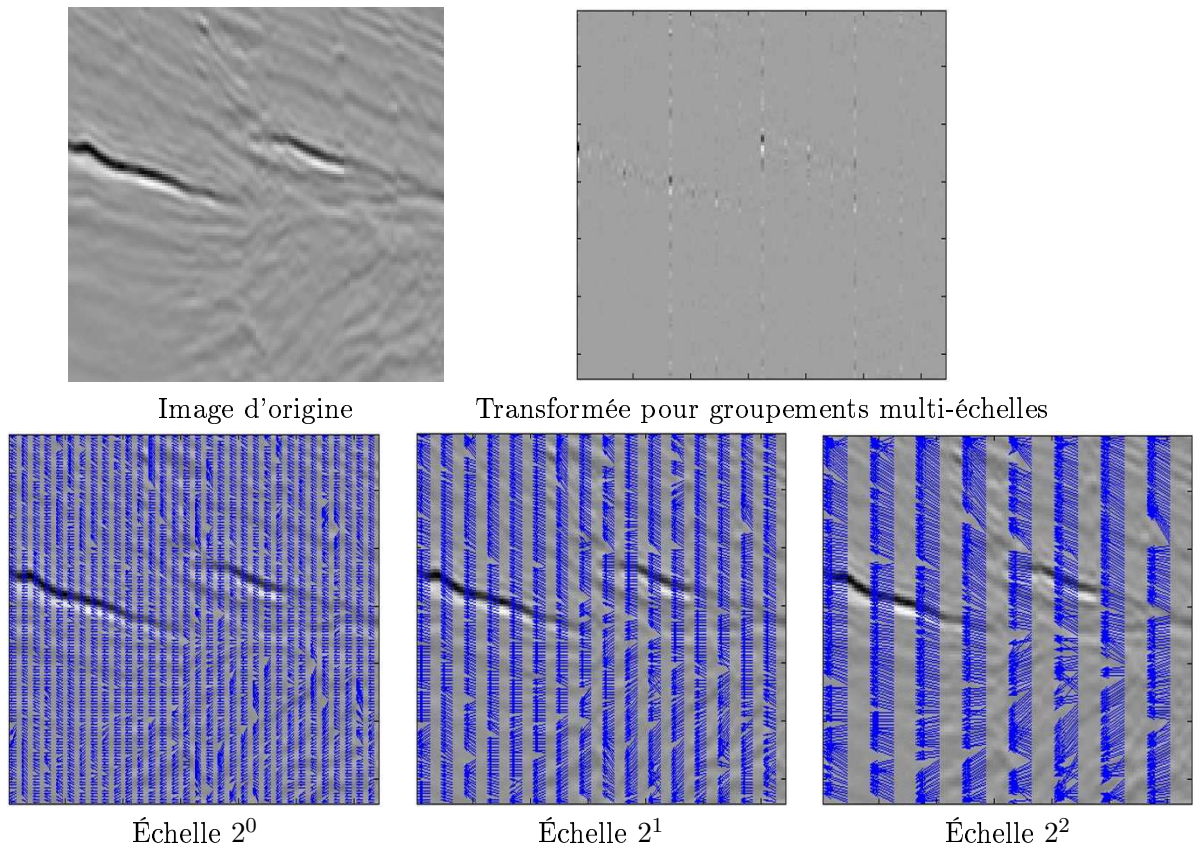 Image d'origine
Transformée pour groupements multi-échelles
Échelle 2⁰
Échelle 2¹
Échelle 2²